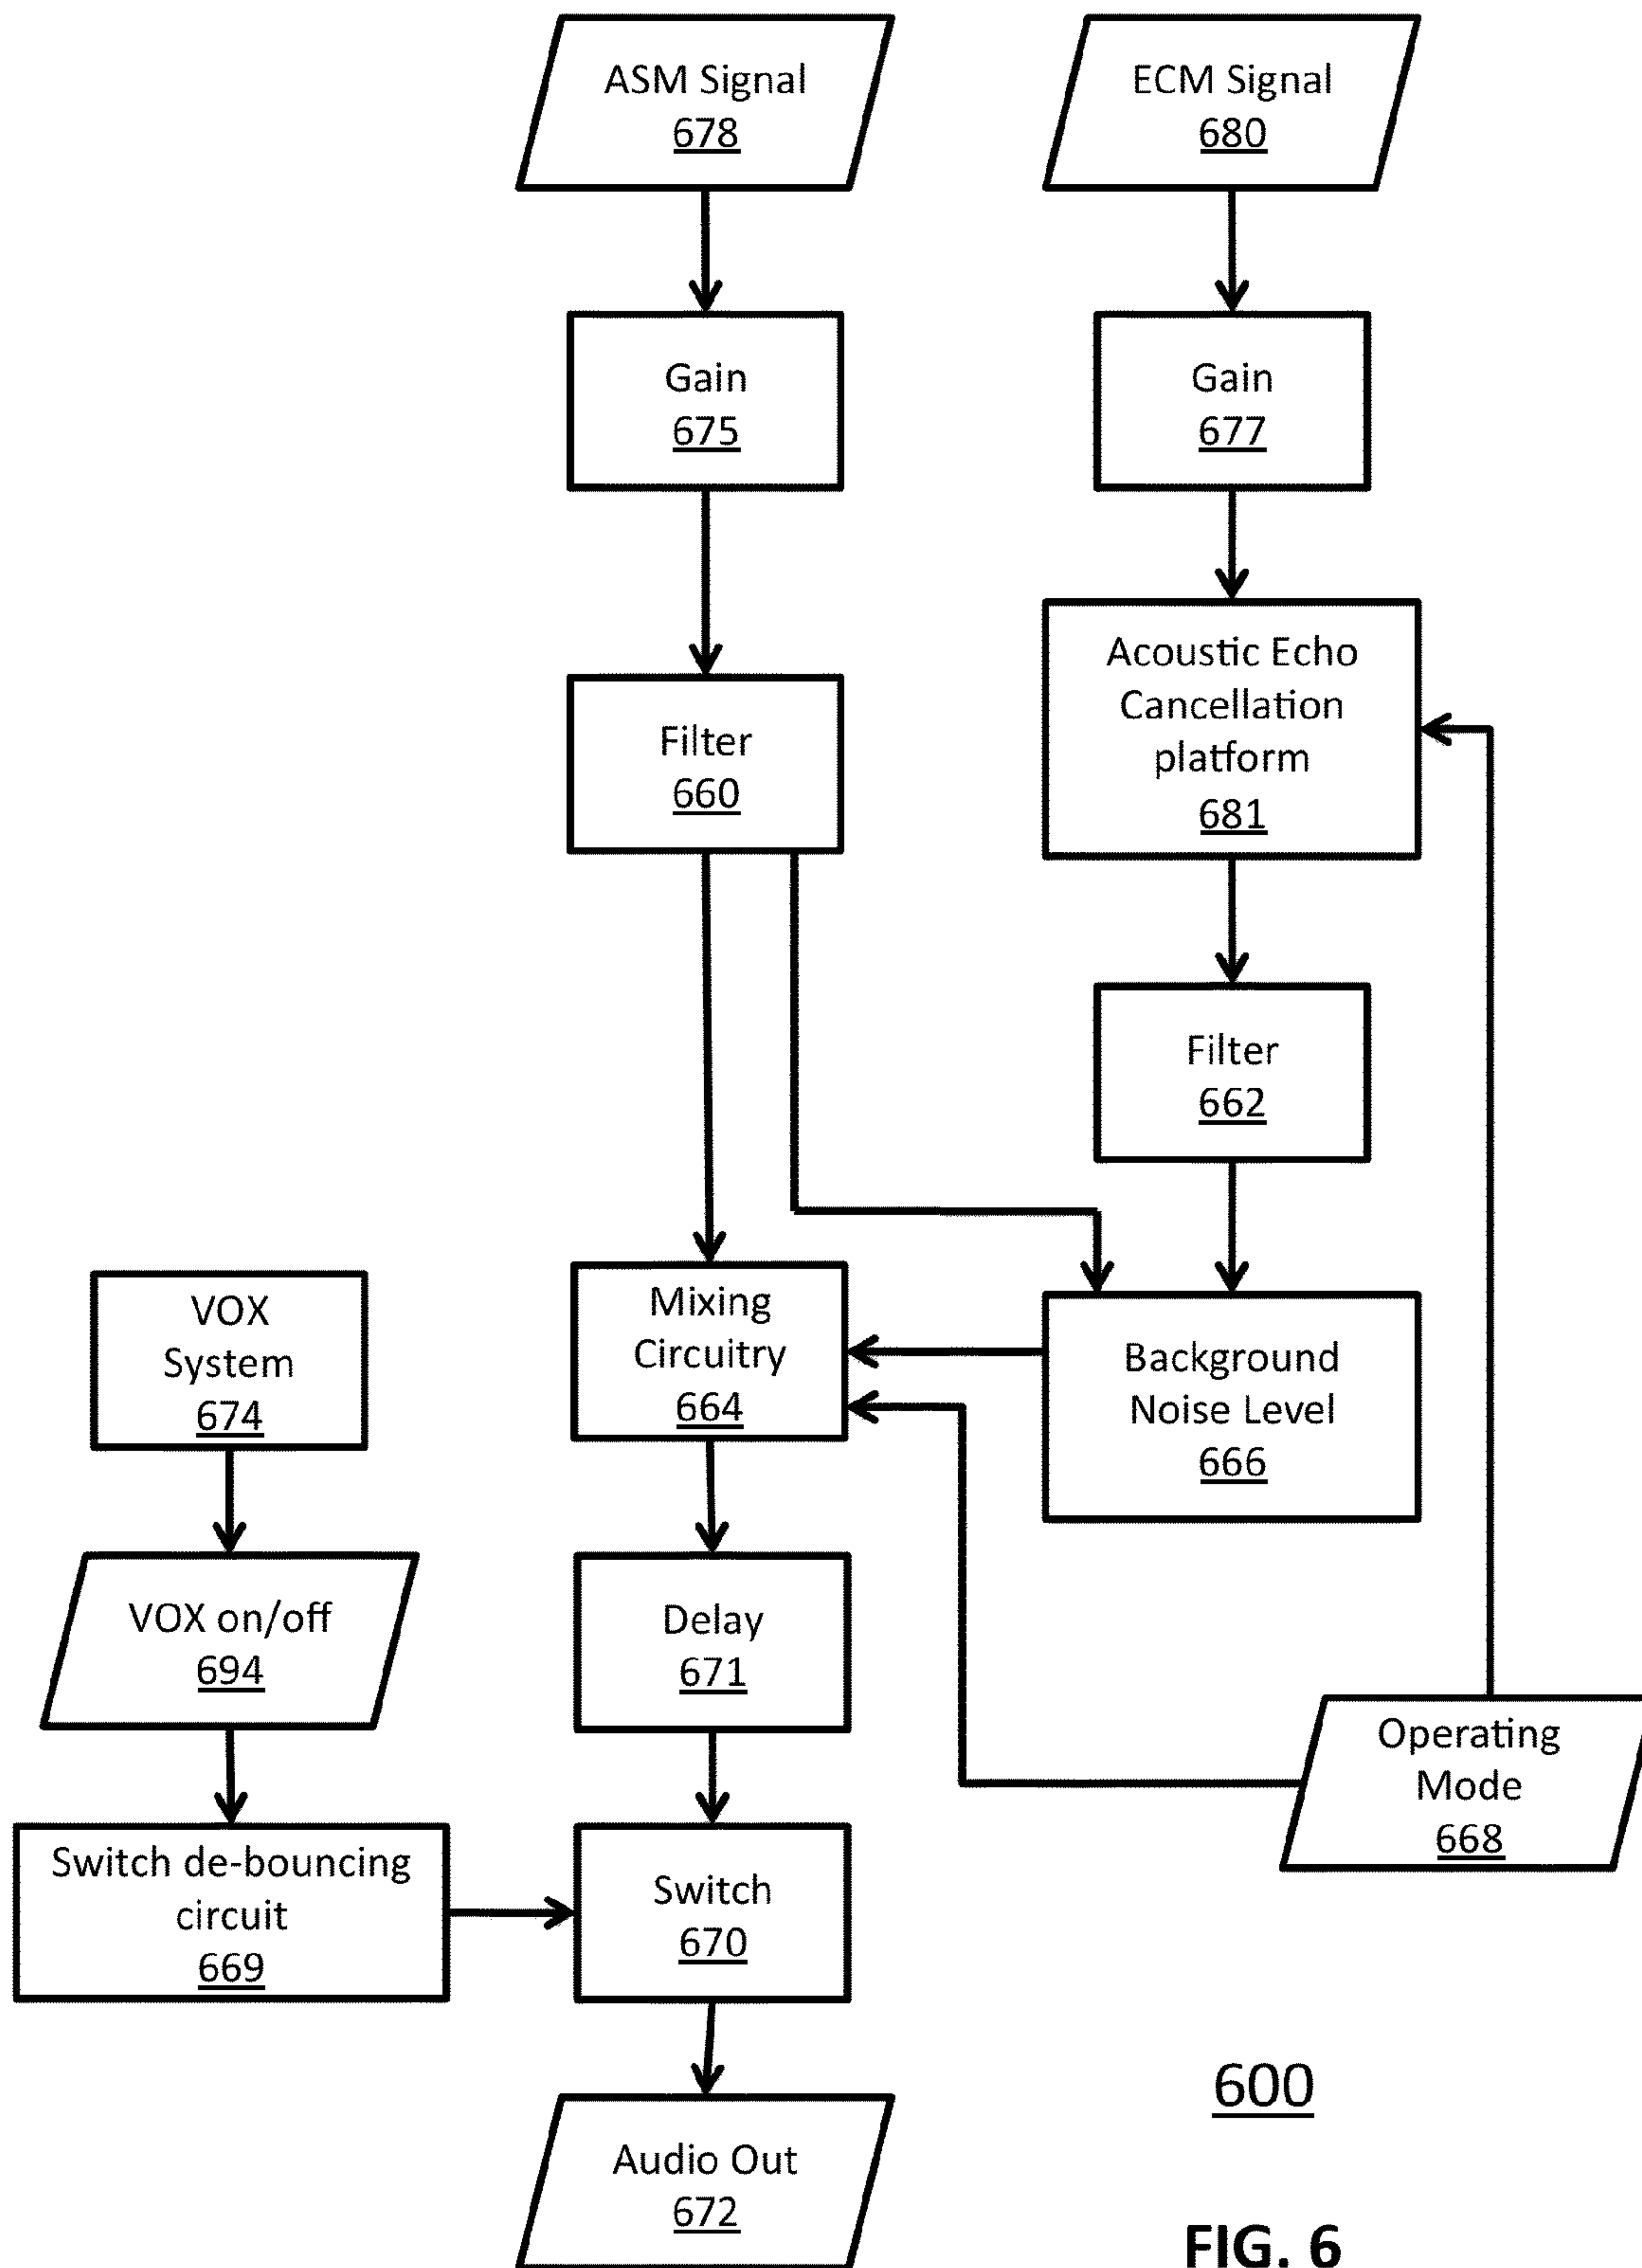 ASM Signal
678
ECM Signal
680
Gain
675
Gain
677
Filter
660
Acoustic Echo
Cancellation
platform
681
Filter
662
VOX
System
674
Mixing
Circuitry
664
Background
Noise Level
666
VOX on/off
694
Delay
671
Operating
Mode
668
Switch de-bouncing
circuit
669
Switch
670
600
Audio Out
672
FIG. 6